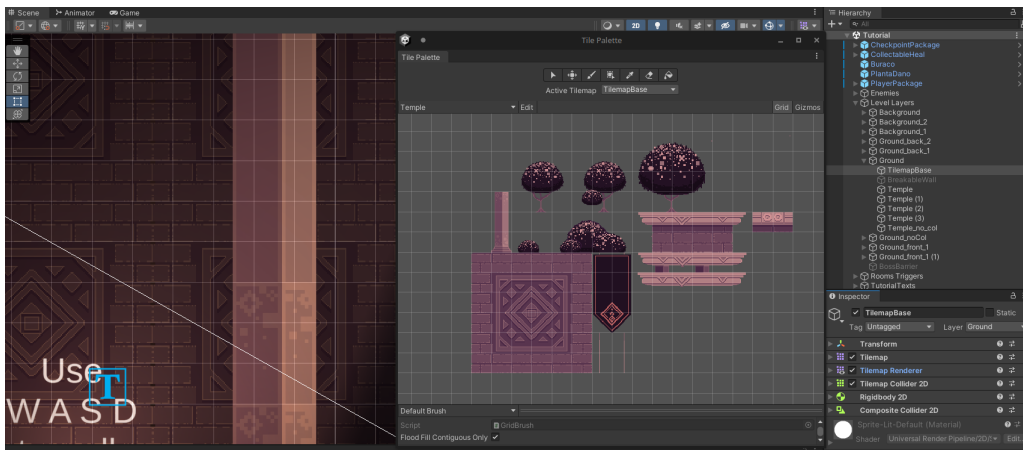 Scene Animator Game
2D
Use
W A S D
Tile Palette
Tile Palette
Active Tilemap TilemapBase
Temple Edit Grid Gizmos
Default Brush
Script GridBrush
Flood Fill Contiguous Only
Hierarchy
All
Tutorial
CheckpointPackage
CollectableHeal
Buraco
PlantaDano
PlayerPackage
Enemies
Level Layers
Background
Background_2
Background_1
Ground_back_2
Ground_back_1
Ground
TilemapBase
BreakableWall
Temple
Temple (1)
Temple (2)
Temple (3)
Temple_no_col
Ground_noCol
Ground_front_1
Ground_front_1 (1)
BossBarrier
Rooms Triggers
TutorialTexts
Inspector
TilemapBase Static
Tag Untagged Layer Ground
Transform
Tilemap
Tilemap Renderer
Tilemap Collider 2D
Rigidbody 2D
Composite Collider 2D
Sprite-Lit-Default (Material)
Shader Universal Render Pipeline/2D/S Edit...